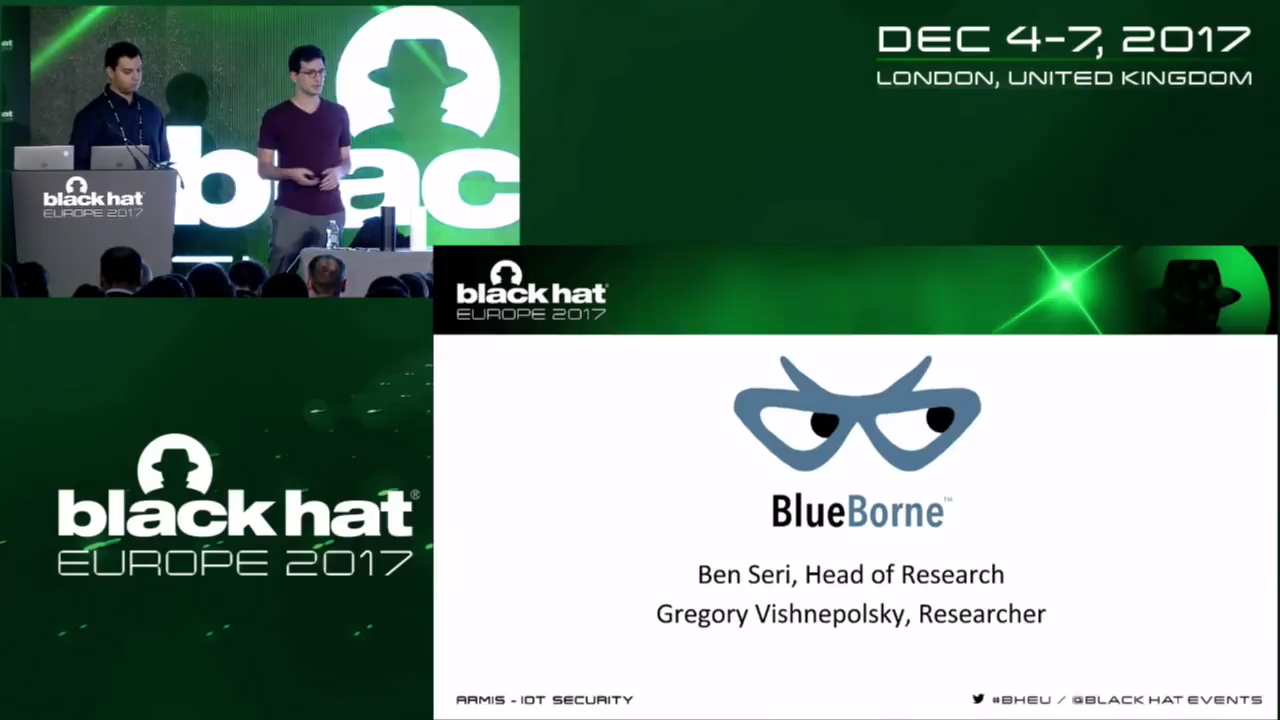 DEC 4-7, 2017
LONDON, UNITED KINGDOM
b ac
black hat
EUROPE 2017
black hat
EUROPE 2017
BlueBorne™
Ben Seri, Head of Research
Gregory Vishnepolsky, Researcher
ARMIS - IOT SECURITY
#BHEU / @BLACK HAT EVENTS
black hat®
EUROPE 2017